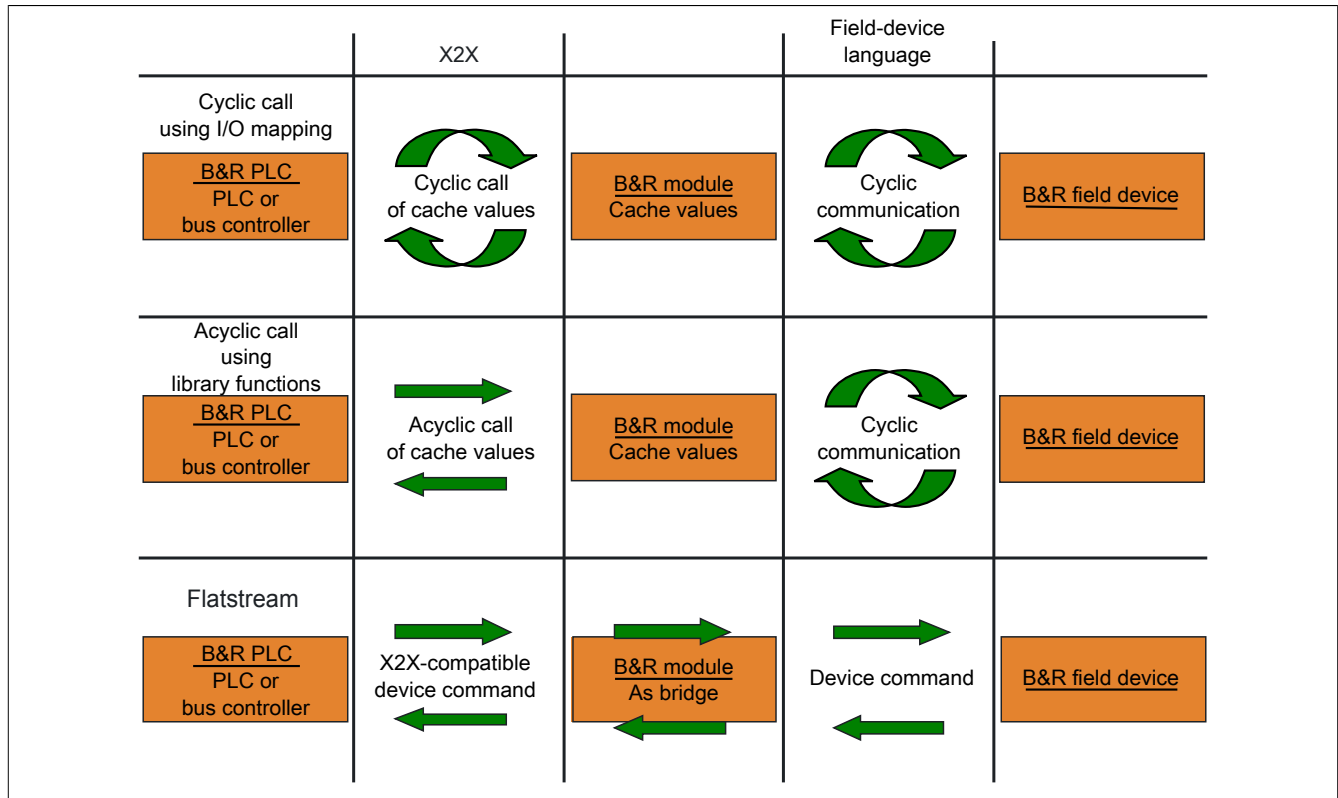 X2X
Field-device
language
Cyclic call
using I/O mapping
B&R PLC
PLC or
bus controller
Cyclic call
of cache values
B&R module
Cache values
Cyclic
communication
B&R field device
Acyclic call
using
library functions
B&R PLC
PLC or
bus controller
Acyclic call
of cache values
B&R module
Cache values
Cyclic
communication
B&R field device
Flatstream
B&R PLC
PLC or
bus controller
X2X-compatible
device command
B&R module
As bridge
Device command
B&R field device